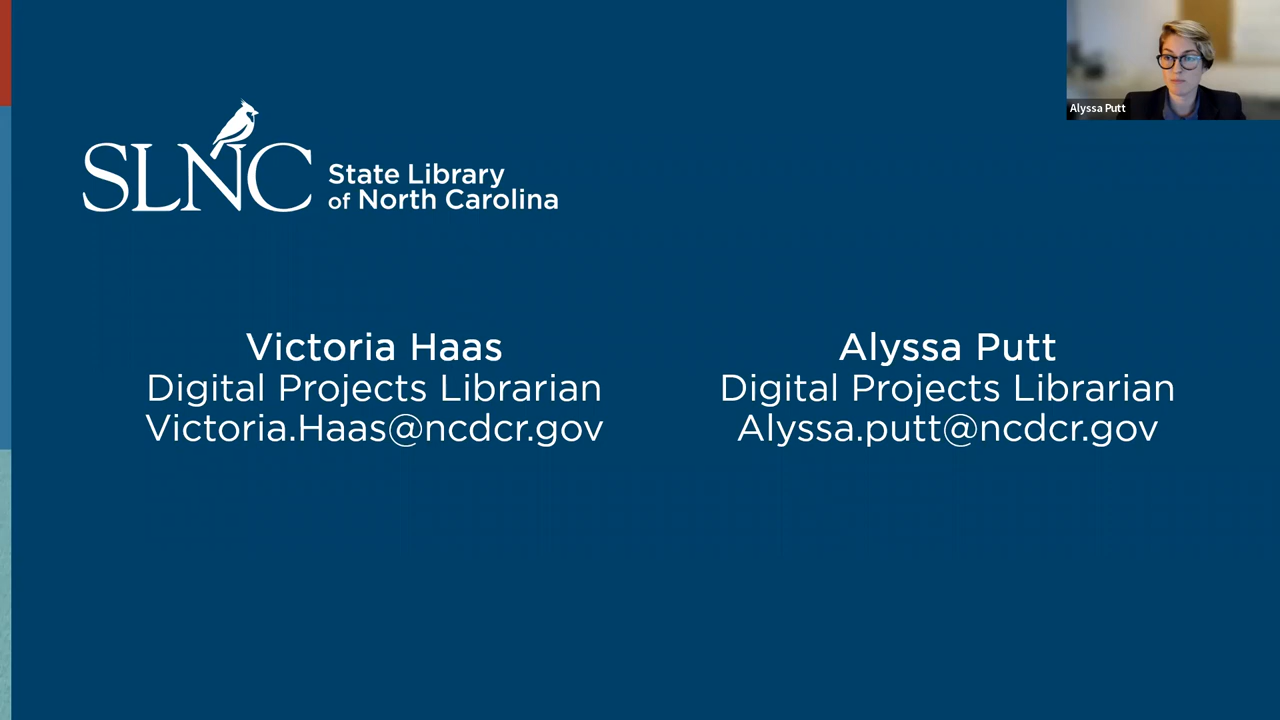 Alyssa Putt
SLNC
State Library
of North Carolina
Victoria Haas
Digital Projects Librarian
Victoria.Haas@ncdcr.gov
Alyssa Putt
Digital Projects Librarian
Alyssa.putt@ncdcr.gov